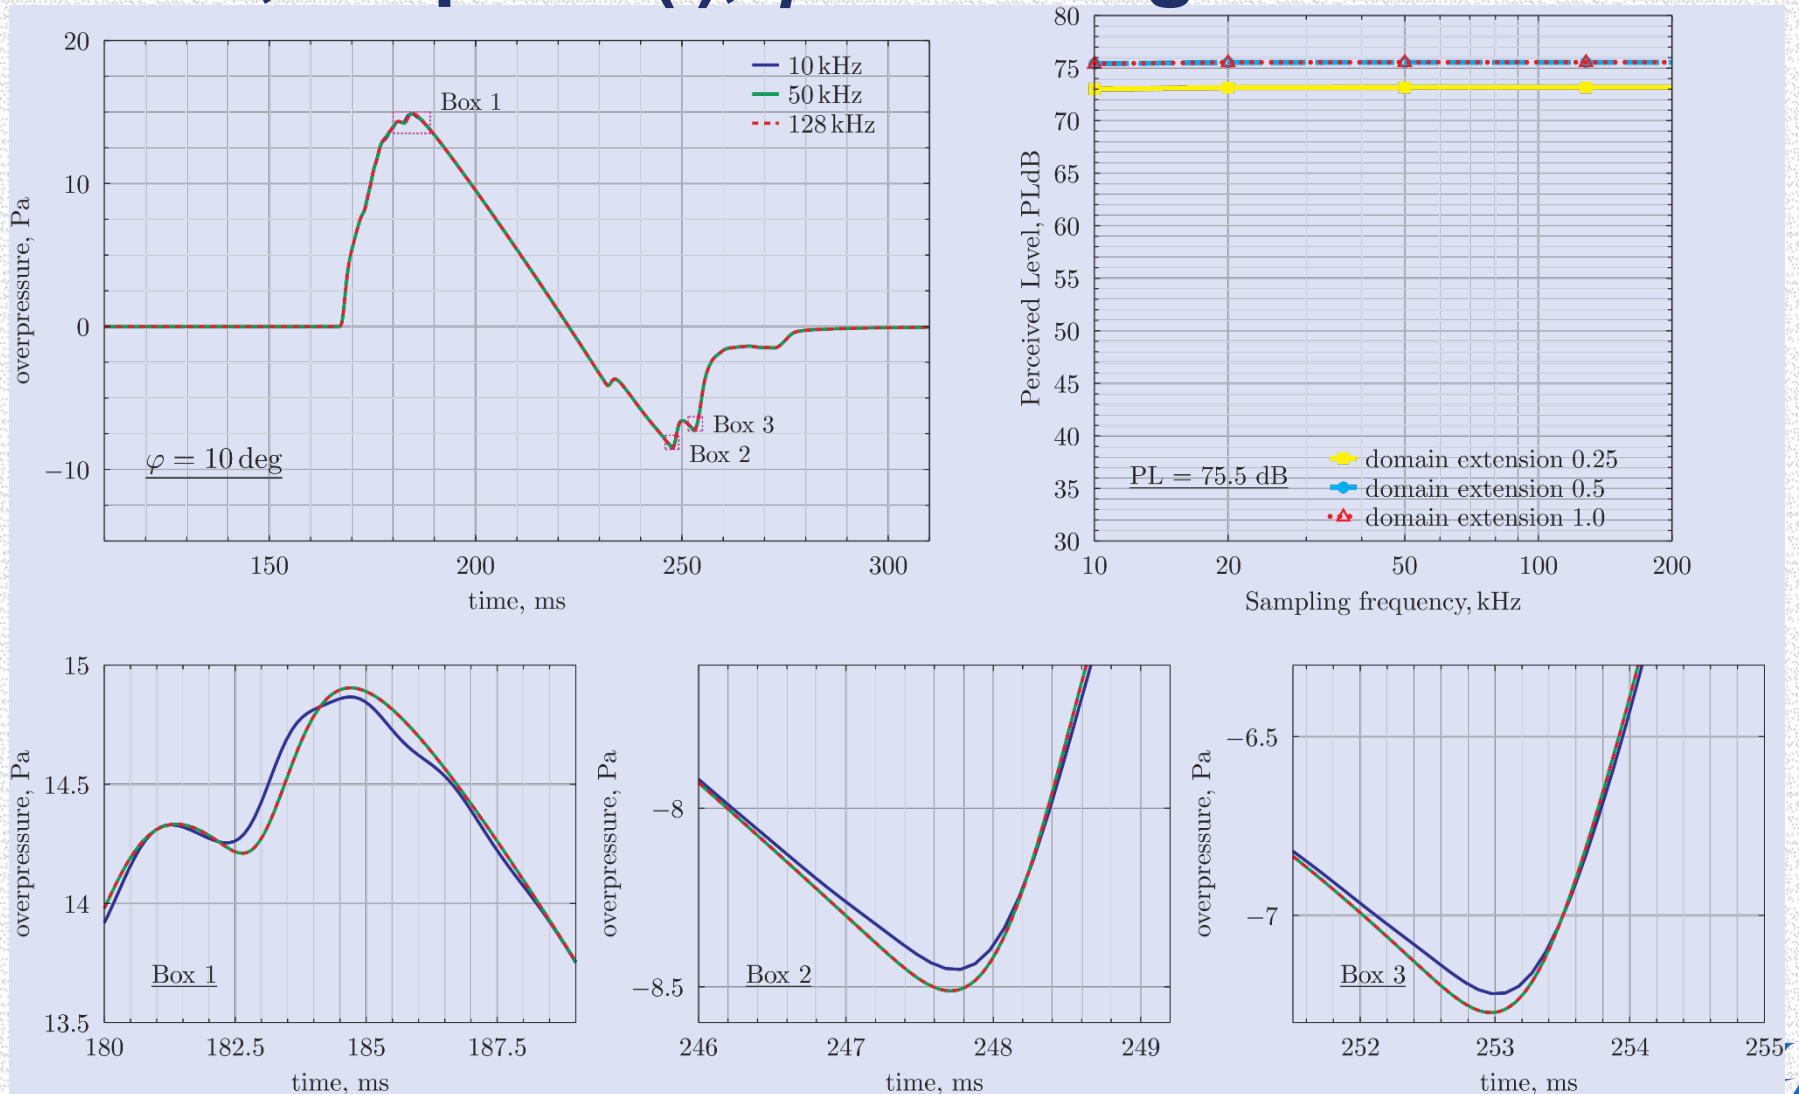 20
10
0
−10
overpressure, Pa
10 kHz
50 kHz
128 kHz
Box 1
Box 3
Box 2
φ = 10 deg
150 200 250 300
time, ms
80
75
70
65
60
55
50
45
40
35
30
Perceived Level, PLdB
PL = 75.5 dB
domain extension 0.25
domain extension 0.5
domain extension 1.0
10 20 50 100 200
Sampling frequency, kHz
15
14.5
14
13.5
overpressure, Pa
Box 1
180 182.5 185 187.5
time, ms
−8
−8.5
overpressure, Pa
Box 2
246 247 248 249
time, ms
−6.5
−7
overpressure, Pa
Box 3
252 253 254 255
time, ms